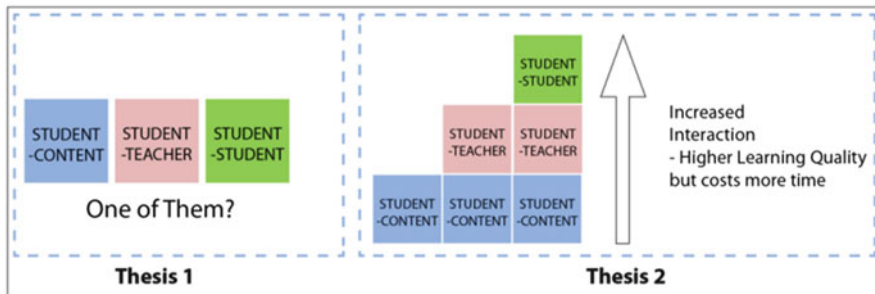 STUDENT
-CONTENT
STUDENT
-TEACHER
STUDENT
-STUDENT
One of Them?
Thesis 1
STUDENT
-STUDENT
STUDENT
-TEACHER
STUDENT
-TEACHER
STUDENT
-CONTENT
STUDENT
-CONTENT
STUDENT
-CONTENT
Increased
Interaction
- Higher Learning Quality
but costs more time
Thesis 2